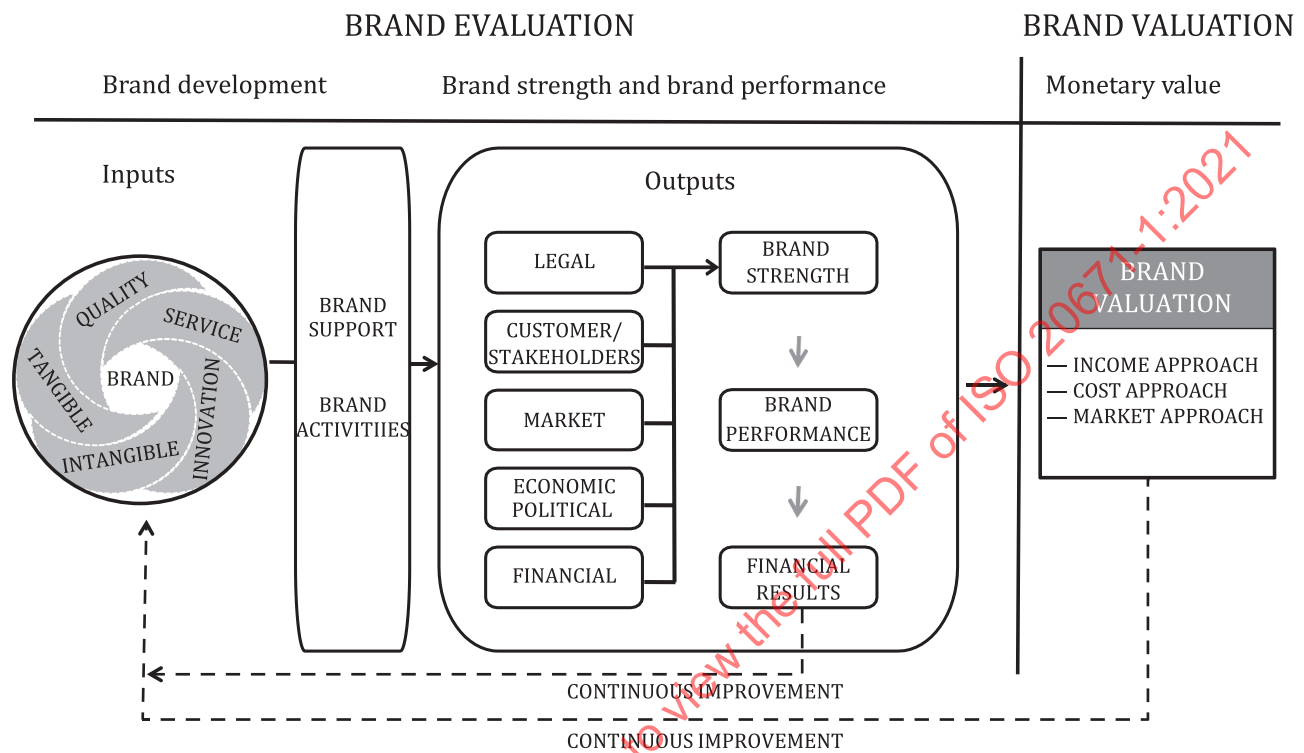 BRAND EVALUATION
BRAND VALUATION
Brand development
Brand strength and brand performance
Monetary value
Inputs
QUALITY
SERVICE
TANGIBLE
BRAND
INNOVATION
INTANGIBLE
BRAND
SUPPORT
BRAND
ACTIVITIIES
Outputs
LEGAL
CUSTOMER/
STAKEHOLDERS
MARKET
ECONOMIC
POLITICAL
FINANCIAL
BRAND
STRENGTH
BRAND
PERFORMANCE
FINANCIAL
RESULTS
BRAND
VALUATION
— INCOME APPROACH
— COST APPROACH
— MARKET APPROACH
CONTINUOUS IMPROVEMENT
CONTINUOUS IMPROVEMENT
to view the full PDF of ISO 20671-1:2021